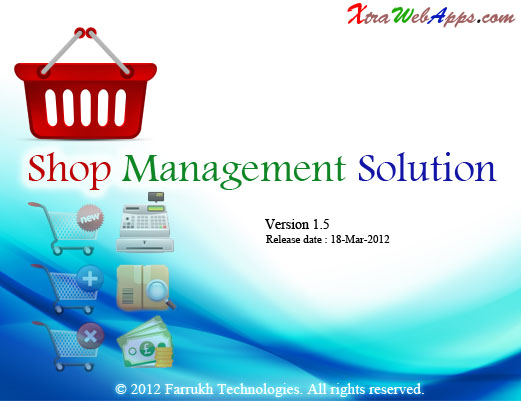 XtraWebApps.com
Shop Management Solution
new
Version 1.5
Release date : 18-Mar-2012
£
© 2012 Farrukh Technologies. All rights reserved.